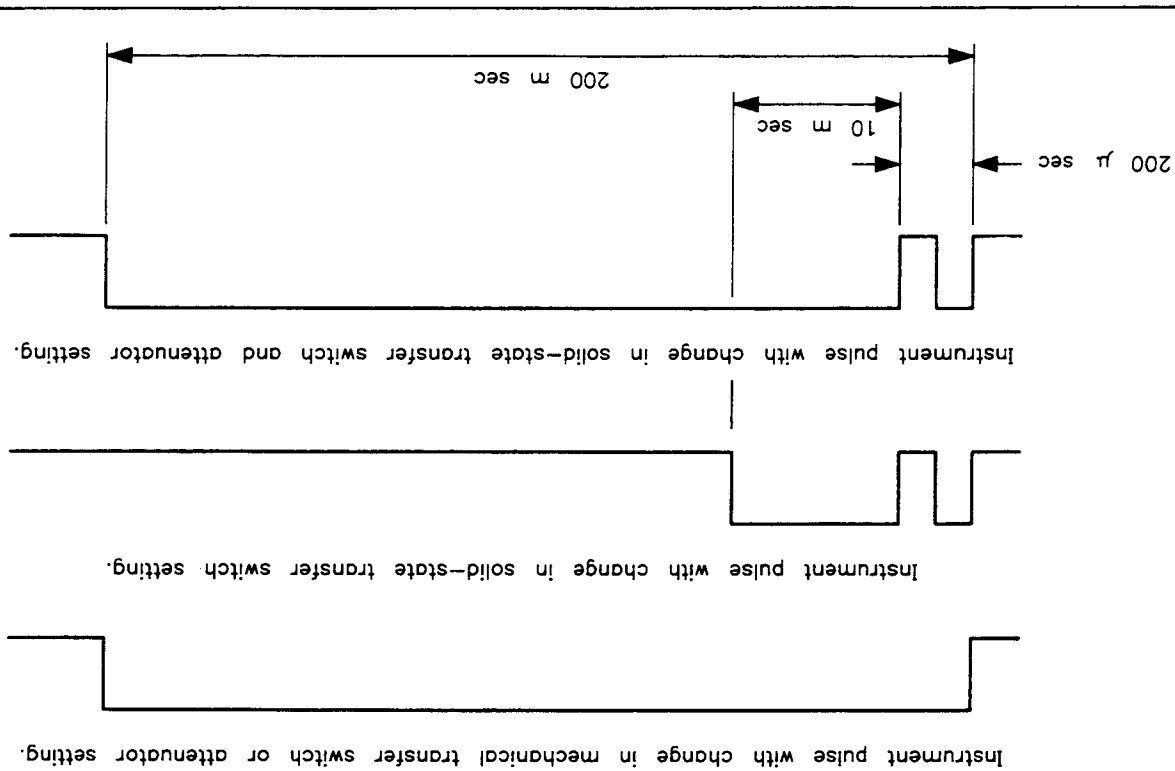 Instrument pulse with change in mechanical transfer switch or attenuator setting.
Instrument pulse with change in solid-state transfer switch setting.
Instrument pulse with change in solid-state transfer switch and attenuator setting.
200 μ sec
10 m sec
200 m sec